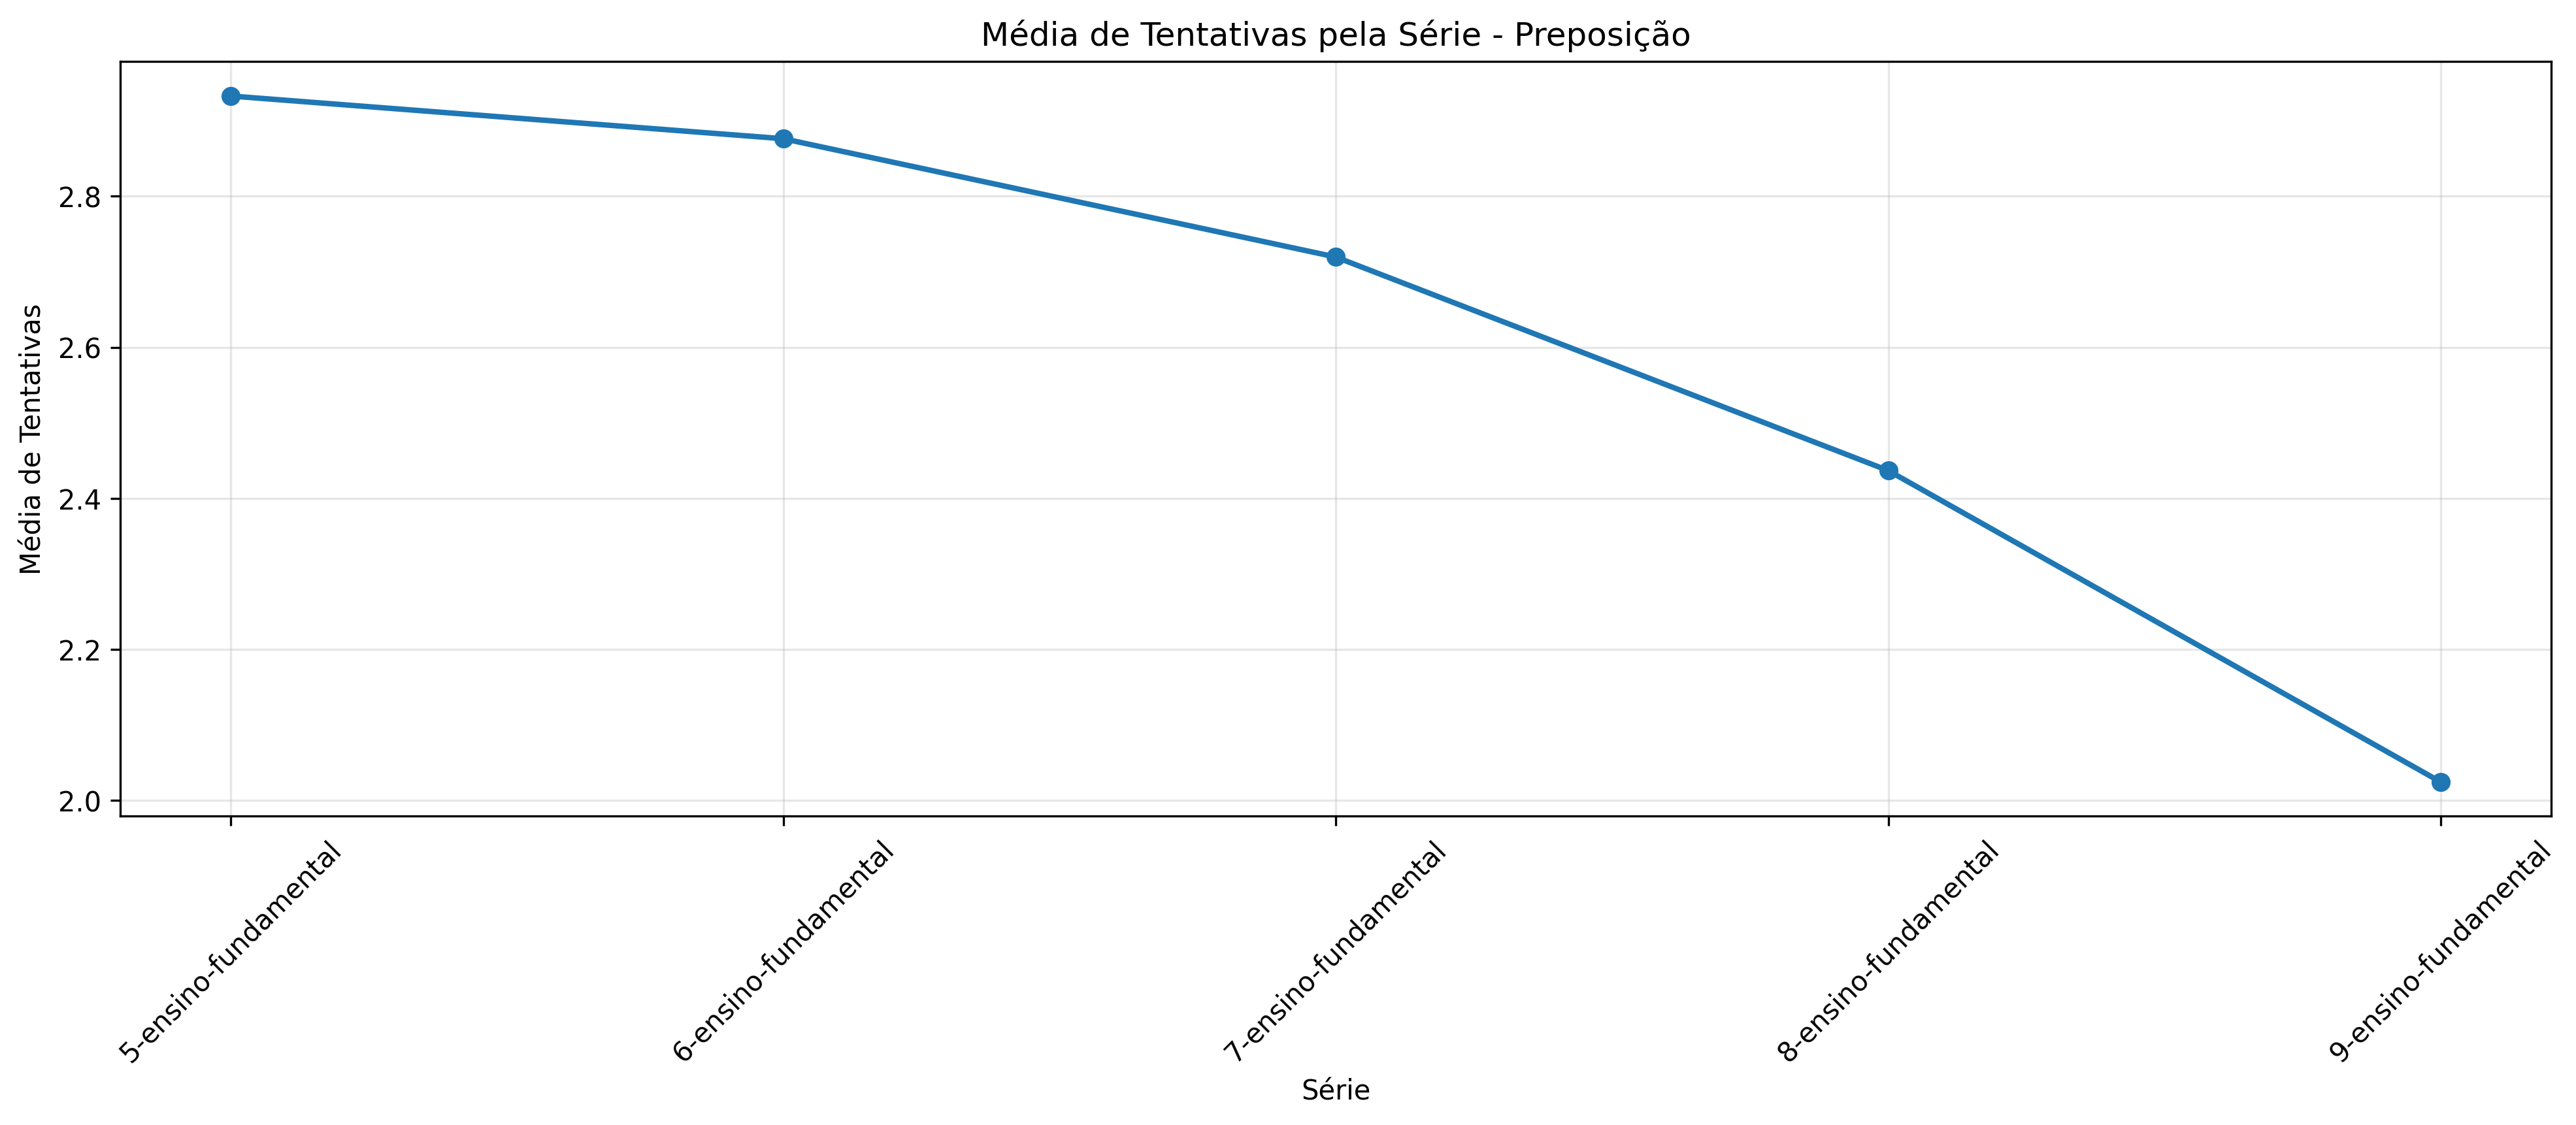 Média de Tentativas pela Série - Preposição
Média de Tentativas
2.8
2.6
2.4
2.2
2.0
5-ensino-fundamental
6-ensino-fundamental
7-ensino-fundamental
8-ensino-fundamental
9-ensino-fundamental
Série